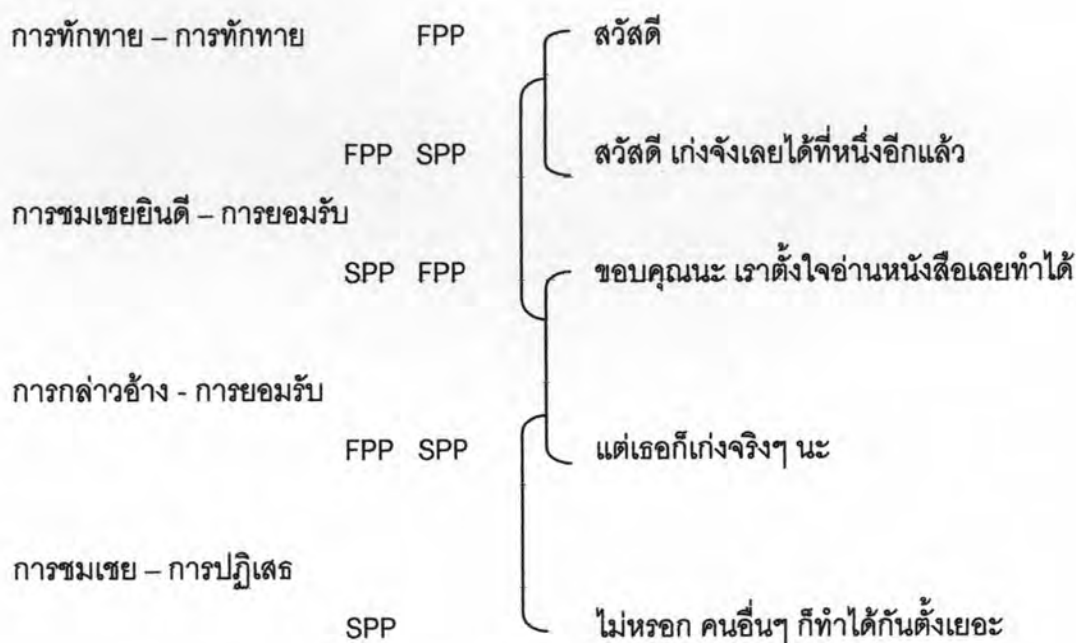 การทักทาย – การทักทาย FPP สวัสดี
FPP SPP สวัสดี เก่งจังเลยได้ที่หนึ่งอีกแล้ว
การชมเชยยินดี – การยอมรับ
SPP FPP ขอบคุณนะ เราตั้งใจอ่านหนังสือเลยทำได้
การกล่าวอ้าง - การยอมรับ
FPP SPP แต่เธอก็เก่งจริงๆ นะ
การชมเชย – การปฏิเสธ
SPP ไม่หรอก คนอื่นๆ ก็ทำได้กันตั้งเยอะ